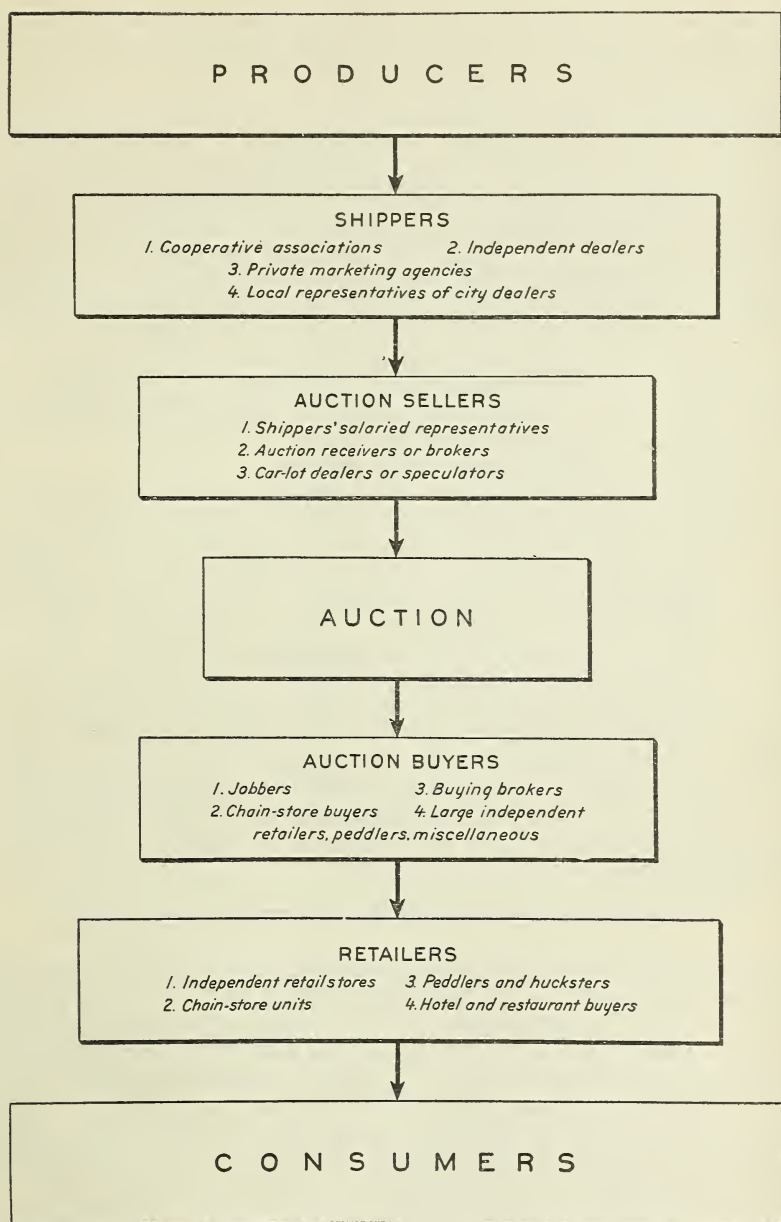 PRODUCERS
SHIPPERS
1. Cooperative associations 2. Independent dealers
3. Private marketing agencies
4. Local representatives of city dealers
AUCTION SELLERS
1. Shippers' salaried representatives
2. Auction receivers or brokers
3. Car-lot dealers or speculators
AUCTION
AUCTION BUYERS
1. Jobbers 3. Buying brokers
2. Chain-store buyers 4. Large independent
retailers, peddlers, miscellaneous
RETAILERS
1. Independent retail stores 3. Peddlers and hucksters
2. Chain-store units 4. Hotel and restaurant buyers
CONSUMERS